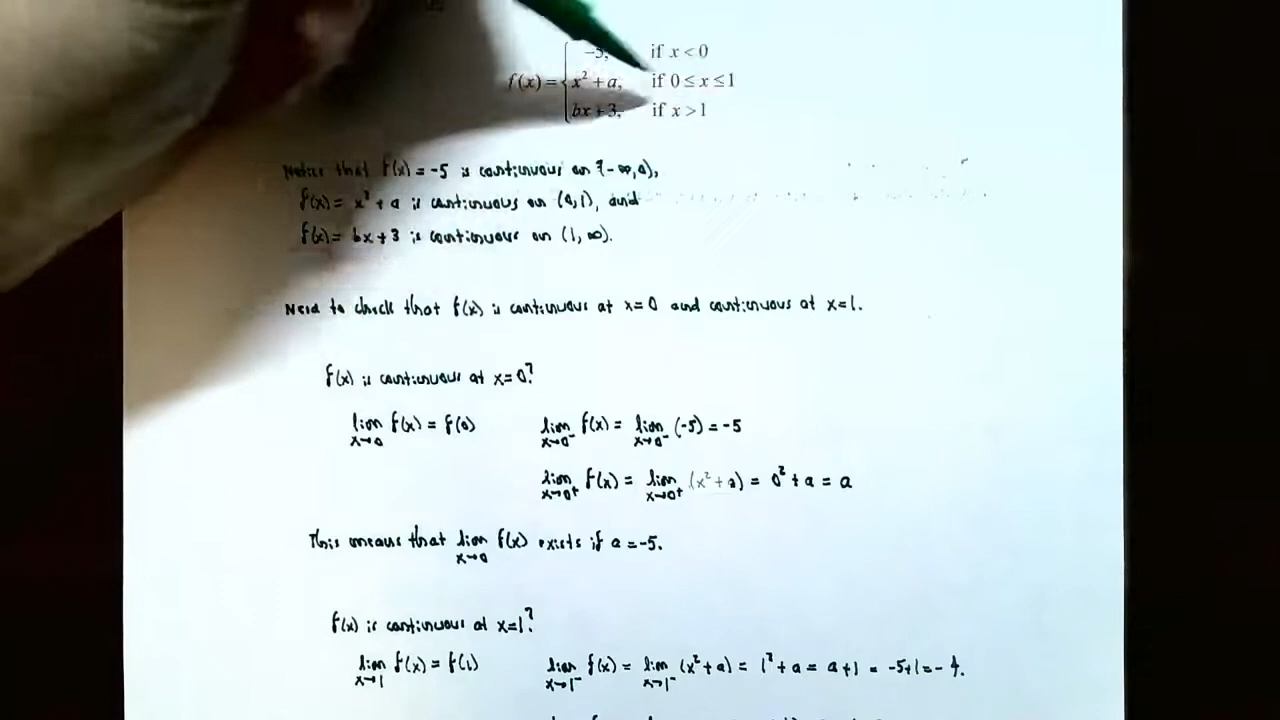 -5, if x < 0
f(x) = { x² + a, if 0 ≤ x ≤ 1
bx + 3, if x > 1
Notice that f(x) = -5 is continuous on (-∞, 0),
f(x) = x² + a is continuous on (0, 1), and
f(x) = bx + 3 is continuous on (1, ∞).
Need to check that f(x) is continuous at x=0 and continuous at x=1.
f(x) is continuous at x=0?
lim x→0 f(x) = f(0) lim x→0⁻ f(x) = lim x→0⁻ (-5) = -5
lim x→0⁺ f(x) = lim x→0⁺ (x² + a) = 0² + a = a
This means that lim x→0 f(x) exists if a = -5.
f(x) is continuous at x=1?
lim x→1 f(x) = f(1) lim x→1⁻ f(x) = lim x→1⁻ (x² + a) = 1² + a = a + 1 = -5+1 = -4.